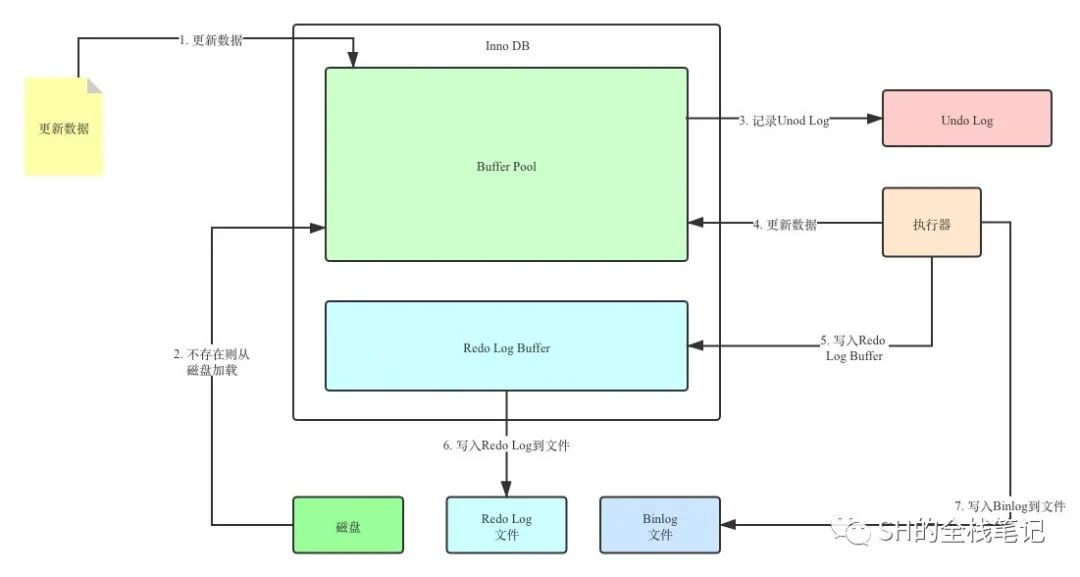 1. 更新数据
Inno DB
更新数据
Buffer Pool
3. 记录Unod Log
Undo Log
4. 更新数据
执行器
2. 不存在则从
磁盘加载
Redo Log Buffer
5. 写入Redo
Log Buffer
6. 写入Redo Log到文件
7. 写入Binlog到文件
磁盘
Redo Log
文件
Binlog
文件
SH的全栈笔记